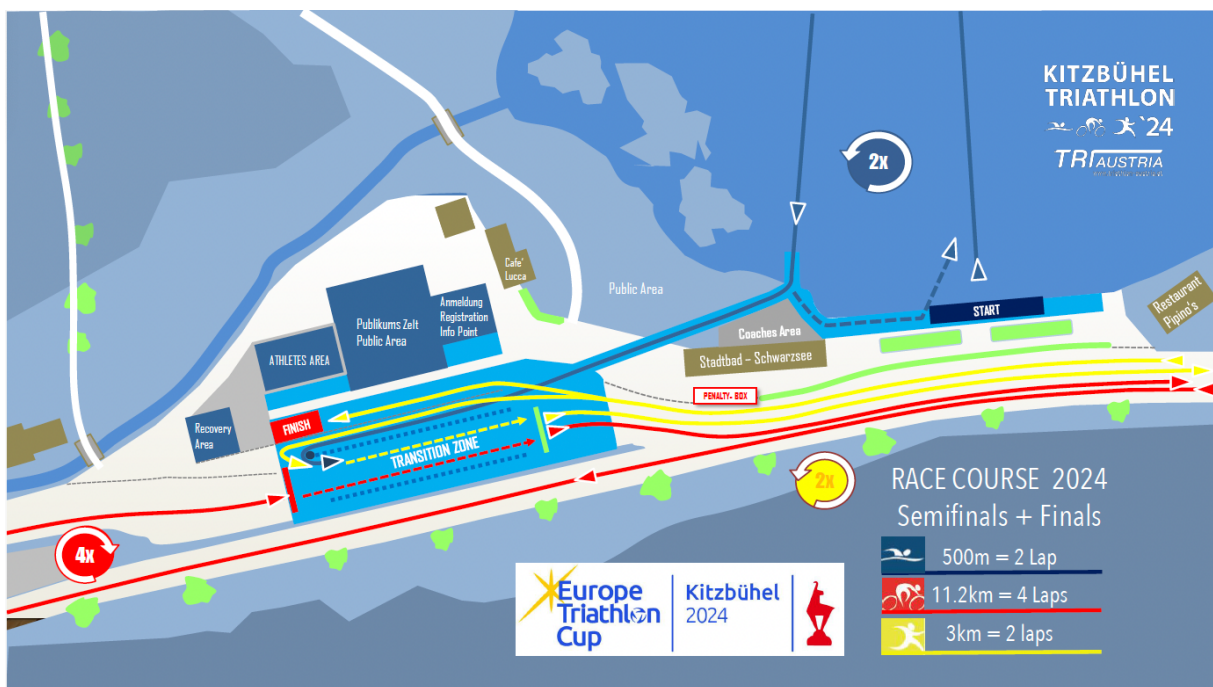 KITZBÜHEL
TRIATHLON
`24
TRIAUSTRIA
2x
Cafe'
Lucca
Public Area
Anmeldung
Registration
Info Point
Publikums Zelt
Public Area
ATHLETES AREA
START
Restaurant
Pipino's
Coaches Area
Stadtbad – Schwarzsee
PENALTY- BOX
Recovery
Area
FINISH
TRANSITION ZONE
2x
4x
RACE COURSE 2024
Semifinals + Finals
500m = 2 Lap
11.2km = 4 Laps
3km = 2 laps
Europe
Triathlon
Cup
Kitzbühel
2024